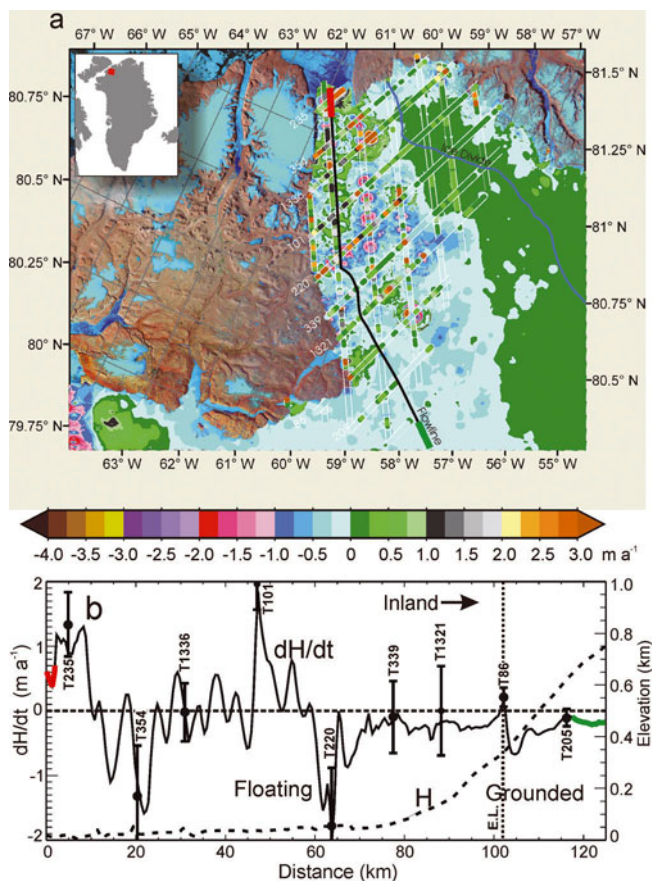 a
67° W 66° W 65° W 64° W 63° W 62° W 61° W 60° W 59° W 58° W 57° W
80.75° N
80.5° N
80.25° N
80° N
79.75° N
81.5° N
81.25° N
81° N
80.75° N
80.5° N
Ice Divide
235
101
220
339
1321
86
205
Flowline
63° W 62° W 61° W 60° W 59° W 58° W 57° W 56° W 55° W 54° W
-4.0 -3.5 -3.0 -2.5 -2.0 -1.5 -1.0 -0.5 0 0.5 1.0 1.5 2.0 2.5 3.0 m a⁻¹
b
dH/dt (m a⁻¹)
2
1
0
-1
-2
T235
T354
T1336
T101
T220
T339
T1321
T86
T205
dH/dt
Inland →
Floating
H
Grounded
E.L.
1.0
0.8
0.6
0.4
0.2
0
Elevation (km)
0 20 40 60 80 100 120
Distance (km)